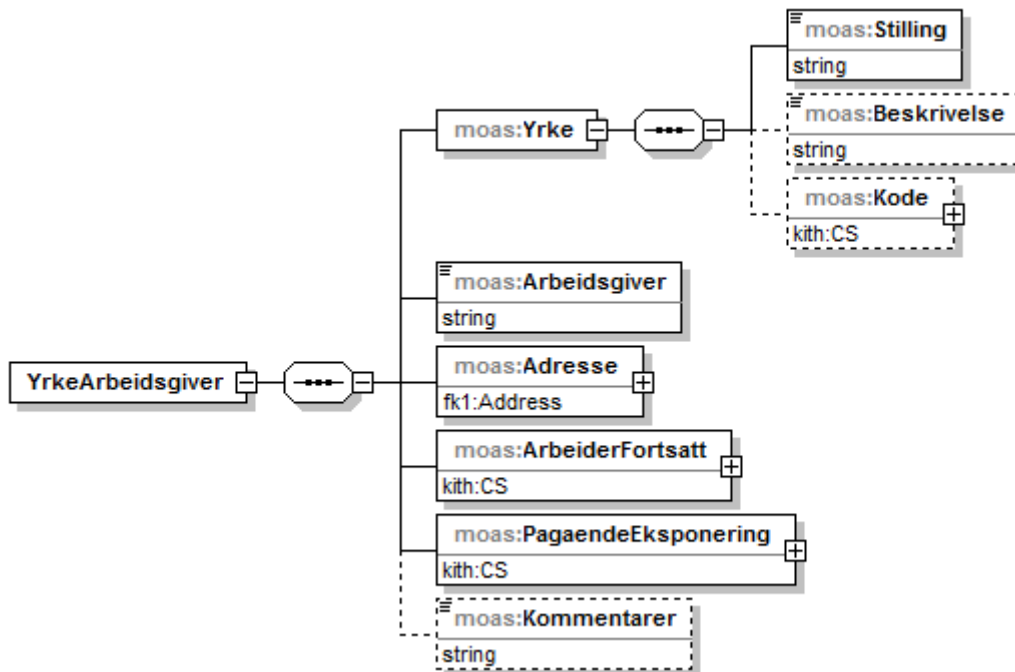 moas:Stilling
string
moas:Yrke
moas:Beskrivelse
string
moas:Kode
kith:CS
moas:Arbeidsgiver
string
YrkeArbeidsgiver
moas:Adresse
fk1:Address
moas:ArbeiderFortsatt
kith:CS
moas:PagaendeEksponering
kith:CS
moas:Kommentarer
string